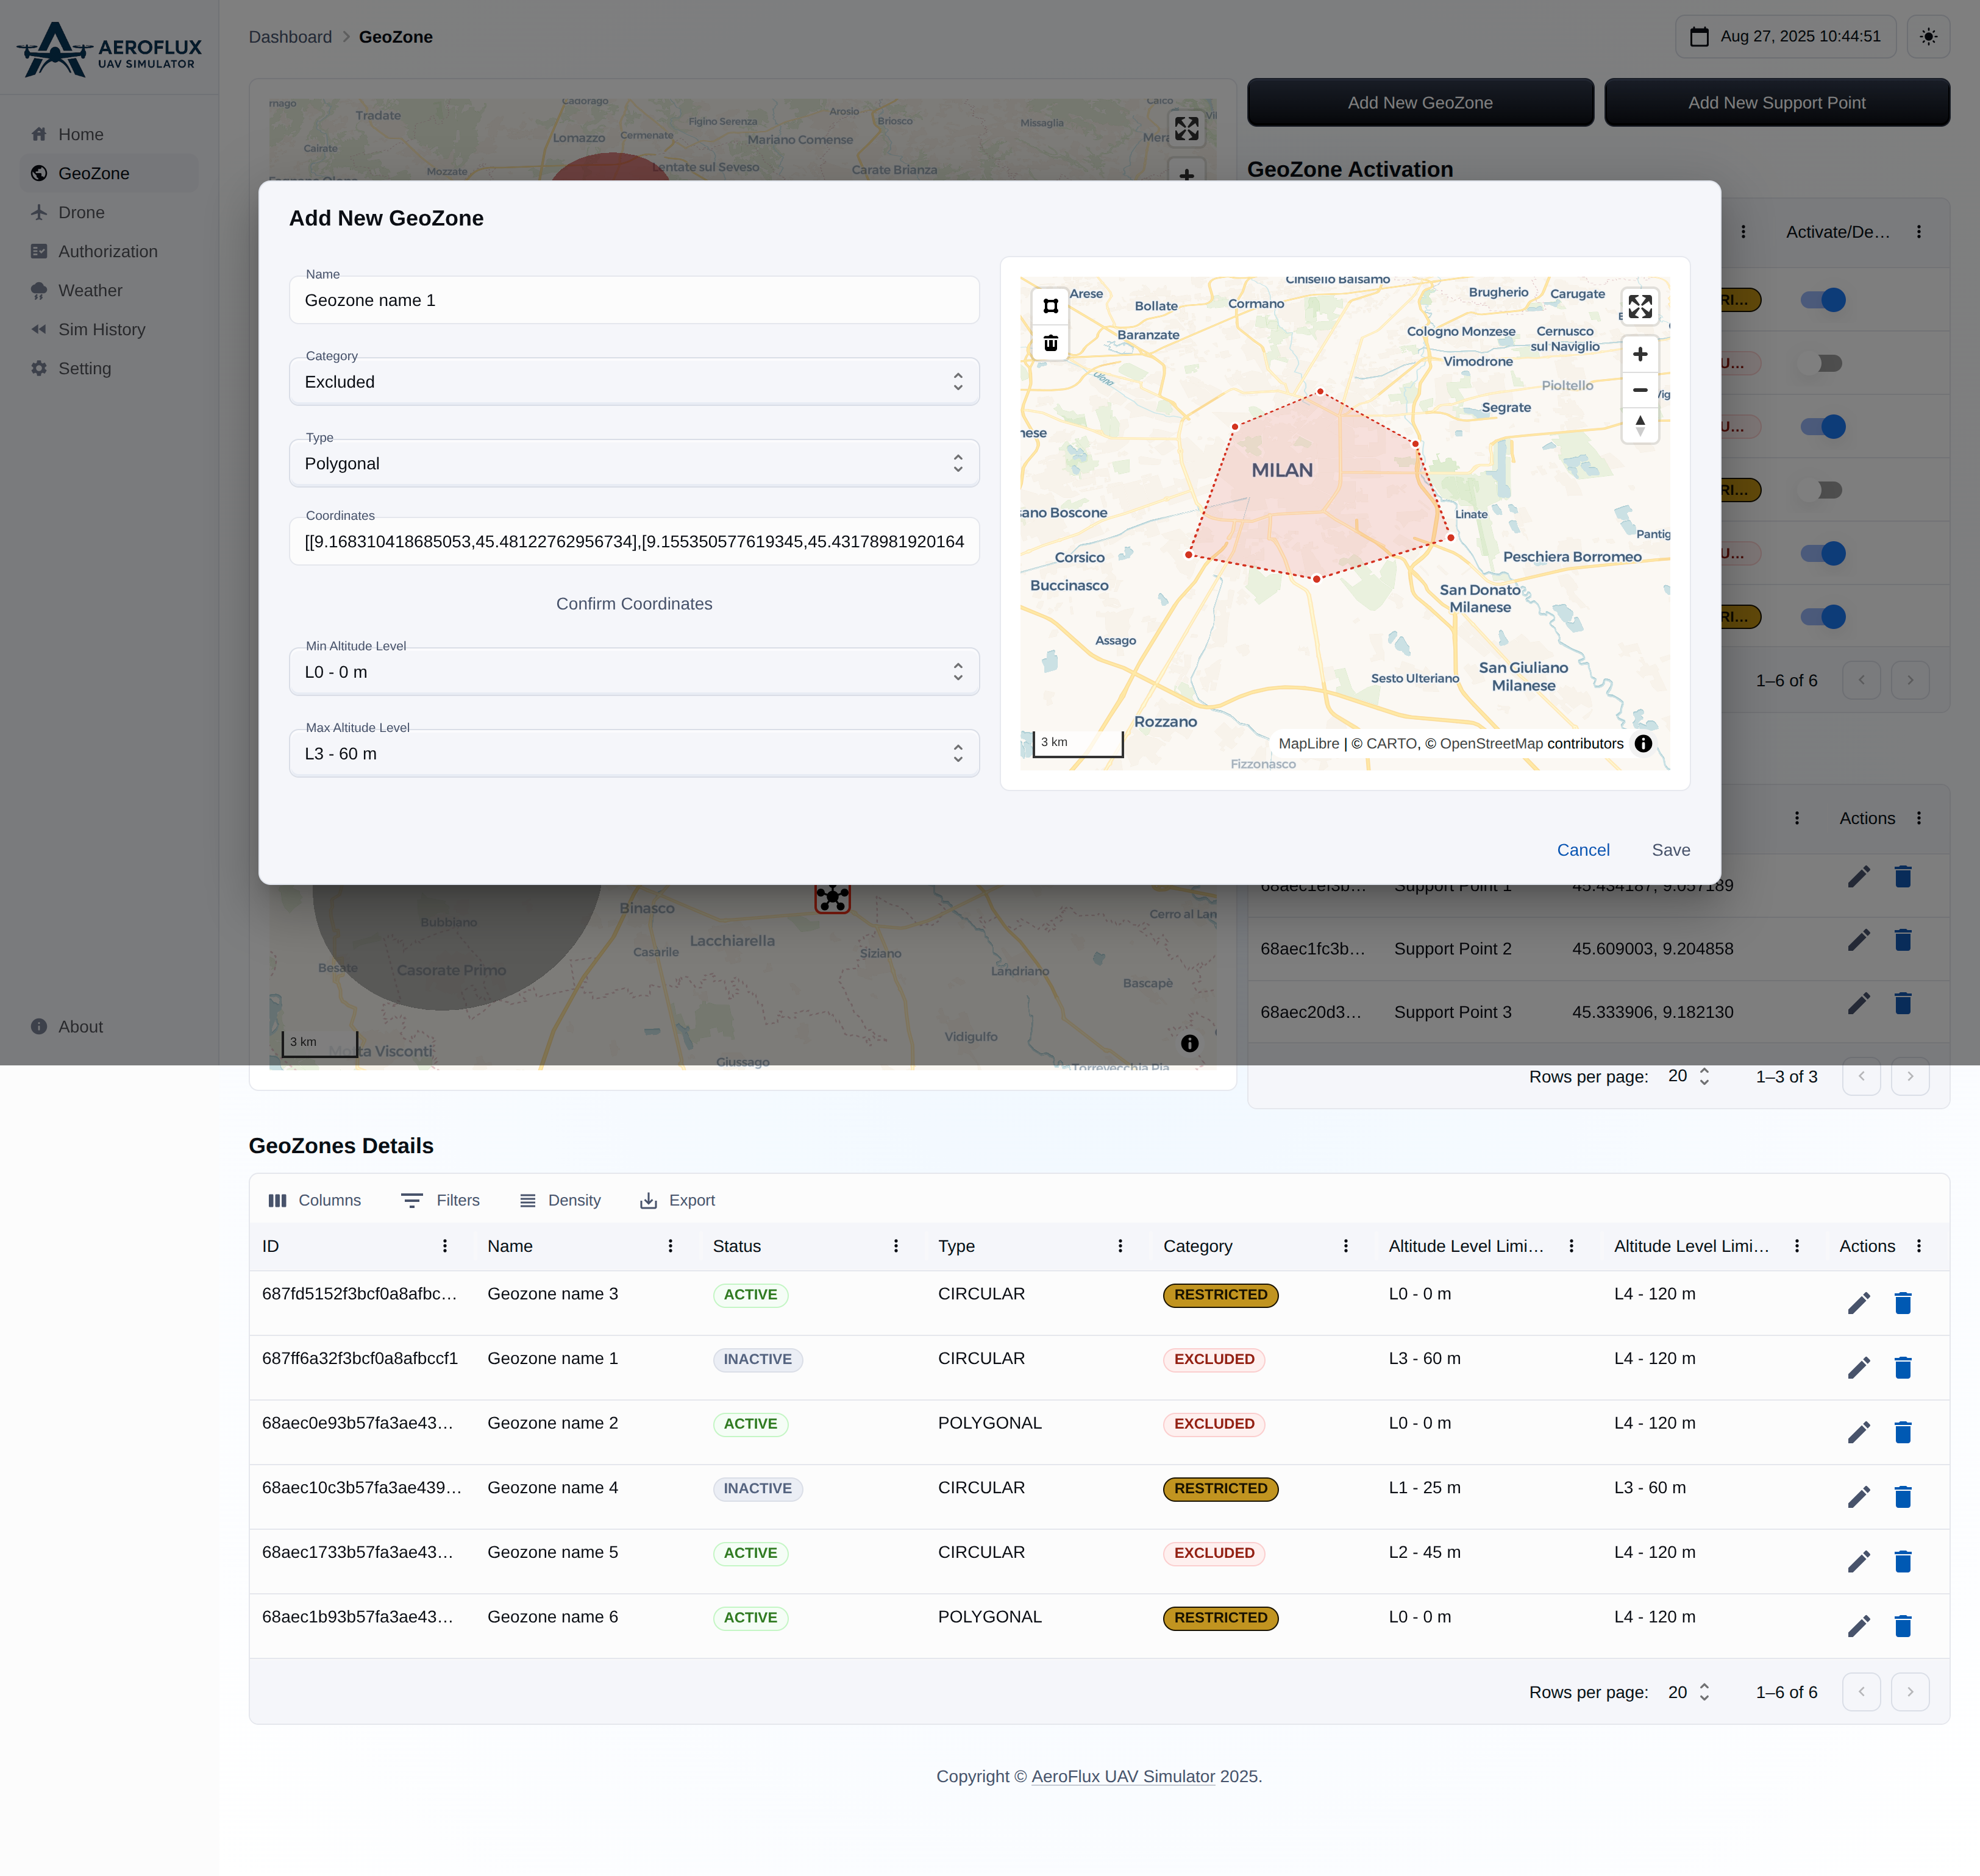 AEROFLUX
UAV SIMULATOR
Home
GeoZone
Drone
Authorization
Weather
Sim History
Setting
About
Dashboard > GeoZone
Aug 27, 2025 10:44:51
Add New GeoZone
Add New Support Point
GeoZone Activation
Activate/De...
1–6 of 6
Tradate
Cairate
Mozzate
Lomazzo
Cermenate
Figino Serenza
Mariano Comense
Arosio
Briosco
Carate Brianza
Missaglia
Lentate sul Seveso
Add New GeoZone
Name
Geozone name 1
Category
Excluded
Type
Polygonal
Coordinates
[[9.168310418685053,45.48122762956734],[9.155350577619345,45.43178981920164
Confirm Coordinates
Min Altitude Level
L0 - 0 m
Max Altitude Level
L3 - 60 m
Cinisello Balsamo
Arese
Bollate
Cormano
Brugherio
Carugate
Baranzate
Cologno Monzese
Cernusco
sul Naviglio
Vimodrone
Pioltello
Segrate
MILAN
Linate
Corsico
Peschiera Borromeo
Buccinasco
San Donato
Milanese
Assago
San Giuliano
Milanese
Sesto Ulteriano
Rozzano
3 km
MapLibre | © CARTO, © OpenStreetMap contributors
Fizzonasco
Cancel
Save
Actions
68aec1ef3b... Support Point 1 45.434187, 9.057189
68aec1fc3b... Support Point 2 45.609003, 9.204858
68aec20d3... Support Point 3 45.333906, 9.182130
Rows per page: 20 1–3 of 3
Binasco
Bubbiano
Lacchiarella
Casarile
Siziano
Besate
Casorate Primo
Landriano
Bascapè
Cerro al Lam
Vidigulfo
Giussago
3 km
Motta Visconti
Torrevecchia Pia
GeoZones Details
Columns Filters Density Export
ID Name Status Type Category Altitude Level Limi... Altitude Level Limi... Actions
687fd5152f3bcf0a8afbc... Geozone name 3 ACTIVE CIRCULAR RESTRICTED L0 - 0 m L4 - 120 m
687ff6a32f3bcf0a8afbccf1 Geozone name 1 INACTIVE CIRCULAR EXCLUDED L3 - 60 m L4 - 120 m
68aec0e93b57fa3ae43... Geozone name 2 ACTIVE POLYGONAL EXCLUDED L0 - 0 m L4 - 120 m
68aec10c3b57fa3ae439... Geozone name 4 INACTIVE CIRCULAR RESTRICTED L1 - 25 m L3 - 60 m
68aec1733b57fa3ae43... Geozone name 5 ACTIVE CIRCULAR EXCLUDED L2 - 45 m L4 - 120 m
68aec1b93b57fa3ae43... Geozone name 6 ACTIVE POLYGONAL RESTRICTED L0 - 0 m L4 - 120 m
Rows per page: 20 1–6 of 6
Copyright © AeroFlux UAV Simulator 2025.